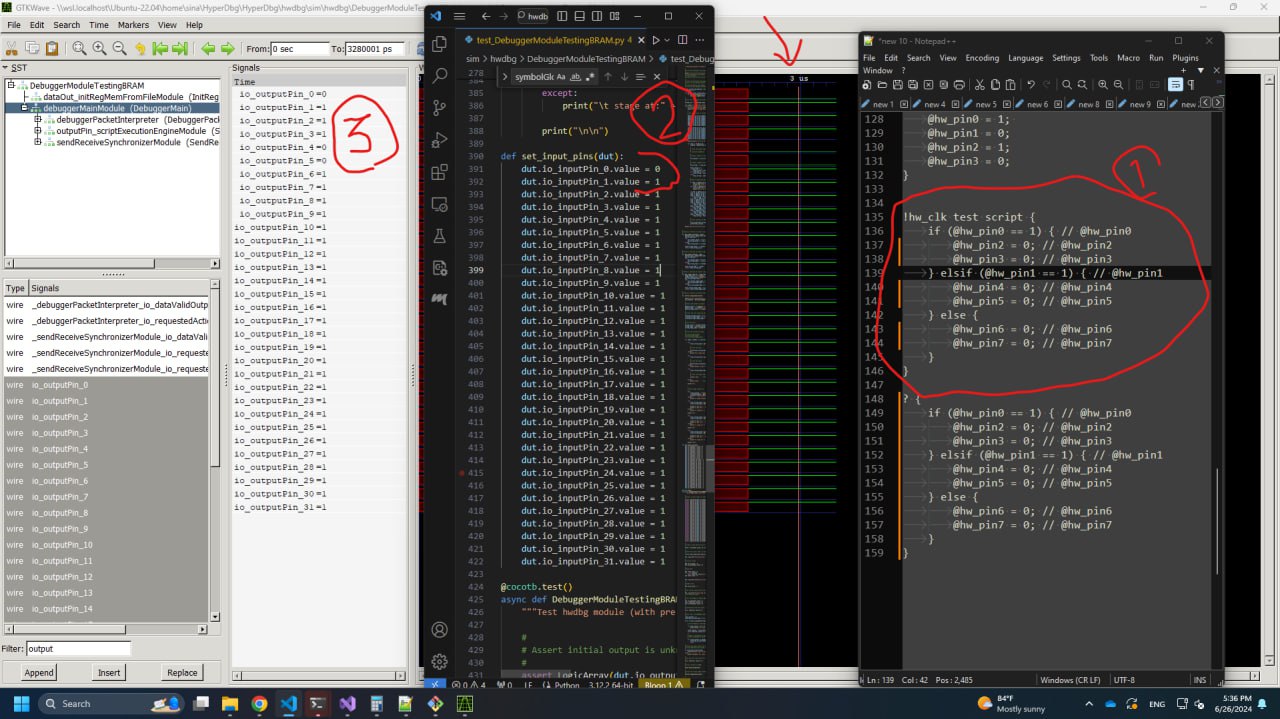 GTKWave - \\wsl.localhost\Ubuntu-22.04\home\sina\HyperDbg\HyperDbg\hwdbg\sim\hwdbg\DebuggerModuleTes
File Edit Search Time Markers View Help
From: 0 sec
To: 3280001 ps
SST
DebuggerModuleTestingBRAM
dataOut_initRegMemFromFileModule (InitReg
debuggerMainModule (DebuggerMain)
debuggerPacketInterpreter (DebuggerPacke
outputPin_scriptExecutionEngineModule (S
sendReceiveSynchronizerModule (SendRe
Type Signals
wire _debuggerPacketInterpreter_io_dataValidOutp
wire _debuggerPacketInterpreter_io_requestedActi
wire _sendReceiveSynchronizerModule_io_dataVali
wire _sendReceiveSynchronizerModule_io_requeste
wire _sendReceiveSynchronizerModule_io_requeste
wire io_outputPin_0
wire io_outputPin_1
wire io_outputPin_2
wire io_outputPin_3
wire io_outputPin_4
wire io_outputPin_5
wire io_outputPin_6
wire io_outputPin_7
wire io_outputPin_8
wire io_outputPin_9
wire io_outputPin_10
wire io_outputPin_11
wire io_outputPin_12
wire io_outputPin_13
wire io_outputPin_14
Filter: output
Append Insert Replace
Signals
Time
io_outputPin_0 =0
io_outputPin_1 =1
io_outputPin_2 =1
io_outputPin_3 =1
io_outputPin_4 =0
io_outputPin_5 =0
io_outputPin_6 =1
io_outputPin_7 =1
io_outputPin_8 =1
io_outputPin_9 =1
io_outputPin_10 =1
io_outputPin_11 =1
io_outputPin_12 =1
io_outputPin_13 =1
io_outputPin_14 =1
io_outputPin_15 =1
io_outputPin_16 =1
io_outputPin_17 =1
io_outputPin_18 =1
io_outputPin_19 =1
io_outputPin_20 =1
io_outputPin_21 =1
io_outputPin_22 =1
io_outputPin_23 =1
io_outputPin_24 =1
io_outputPin_25 =1
io_outputPin_26 =1
io_outputPin_27 =1
io_outputPin_28 =1
io_outputPin_29 =1
io_outputPin_30 =1
io_outputPin_31 =1
3
hwdb
test_DebuggerModuleTestingBRAM.py 4
sim > hwdbg > DebuggerModuleTestingBRAM > test_Debu
symbolGk Aa ab
278
385 except:
386 print("\t stage at:"
387
388 print("\n\n")
389
390 def set_input_pins(dut):
391 dut.io_inputPin_0.value = 0
392 dut.io_inputPin_1.value = 1
393 dut.io_inputPin_2.value = 1
394 dut.io_inputPin_3.value = 1
395 dut.io_inputPin_4.value = 1
396 dut.io_inputPin_5.value = 1
397 dut.io_inputPin_6.value = 1
398 dut.io_inputPin_7.value = 1
399 dut.io_inputPin_8.value = 1
400 dut.io_inputPin_9.value = 1
401 dut.io_inputPin_10.value = 1
402 dut.io_inputPin_11.value = 1
403 dut.io_inputPin_12.value = 1
404 dut.io_inputPin_13.value = 1
405 dut.io_inputPin_14.value = 1
406 dut.io_inputPin_15.value = 1
407 dut.io_inputPin_16.value = 1
408 dut.io_inputPin_17.value = 1
409 dut.io_inputPin_18.value = 1
410 dut.io_inputPin_19.value = 1
411 dut.io_inputPin_20.value = 1
412 dut.io_inputPin_21.value = 1
413 dut.io_inputPin_22.value = 1
414 dut.io_inputPin_23.value = 1
415 dut.io_inputPin_24.value = 1
416 dut.io_inputPin_25.value = 1
417 dut.io_inputPin_26.value = 1
418 dut.io_inputPin_27.value = 1
419 dut.io_inputPin_28.value = 1
420 dut.io_inputPin_29.value = 1
421 dut.io_inputPin_30.value = 1
422 dut.io_inputPin_31.value = 1
423
424 @cocotb.test()
425 async def DebuggerModuleTestingBRAM
426 """Test hwdbg module (with pre
427
428 #
429 # Assert initial output is unk
430 #
431 assert LogicArray(dut.io_outpu
0 4 0 LF Python 3.12.2 64-bit Bloop 1
2
3 us
*new 10 - Notepad++
File Edit Search View Encoding Language Settings Tools Macro Run Plugins
Window ?
new 1 new 4 new 5 new 6 new 8 new 9 new
128 @hw_pin0 = 1;
129 @hw_pin1 = 0;
130 @hw_pin2 = 1;
131 @hw_pin3 = 0;
132 }
133
134
135 !hw_clk test script {
136 if (@hw_pin0 == 1) { // @hw_pin0
137 @hw_pin2 = 0; // @hw_pin2
138 @hw_pin3 = 0; // @hw_pin3
139 } elsif (@hw_pin1 == 1) { // @hw_pin1
140 @hw_pin4 = 0; // @hw_pin4
141 @hw_pin5 = 0; // @hw_pin5
142 } else {
143 @hw_pin6 = 0; // @hw_pin6
144 @hw_pin7 = 0; // @hw_pin7
145 }
146 }
147
148 ? {
149 if (@hw_pin0 == 1) { // @hw_pin0
150 @hw_pin2 = 0; // @hw_pin2
151 @hw_pin3 = 0; // @hw_pin3
152 } elsif (@hw_pin1 == 1) { // @hw_pin1
153 @hw_pin4 = 0; // @hw_pin4
154 @hw_pin5 = 0; // @hw_pin5
155 } else {
156 @hw_pin6 = 0; // @hw_pin6
157 @hw_pin7 = 0; // @hw_pin7
158 }
159 }
Ln : 139 Col : 42 Pos : 2,485 Windows (CR LF) UTF-8 INS
Search
84°F
Mostly sunny
5:36 PM
6/26/2024